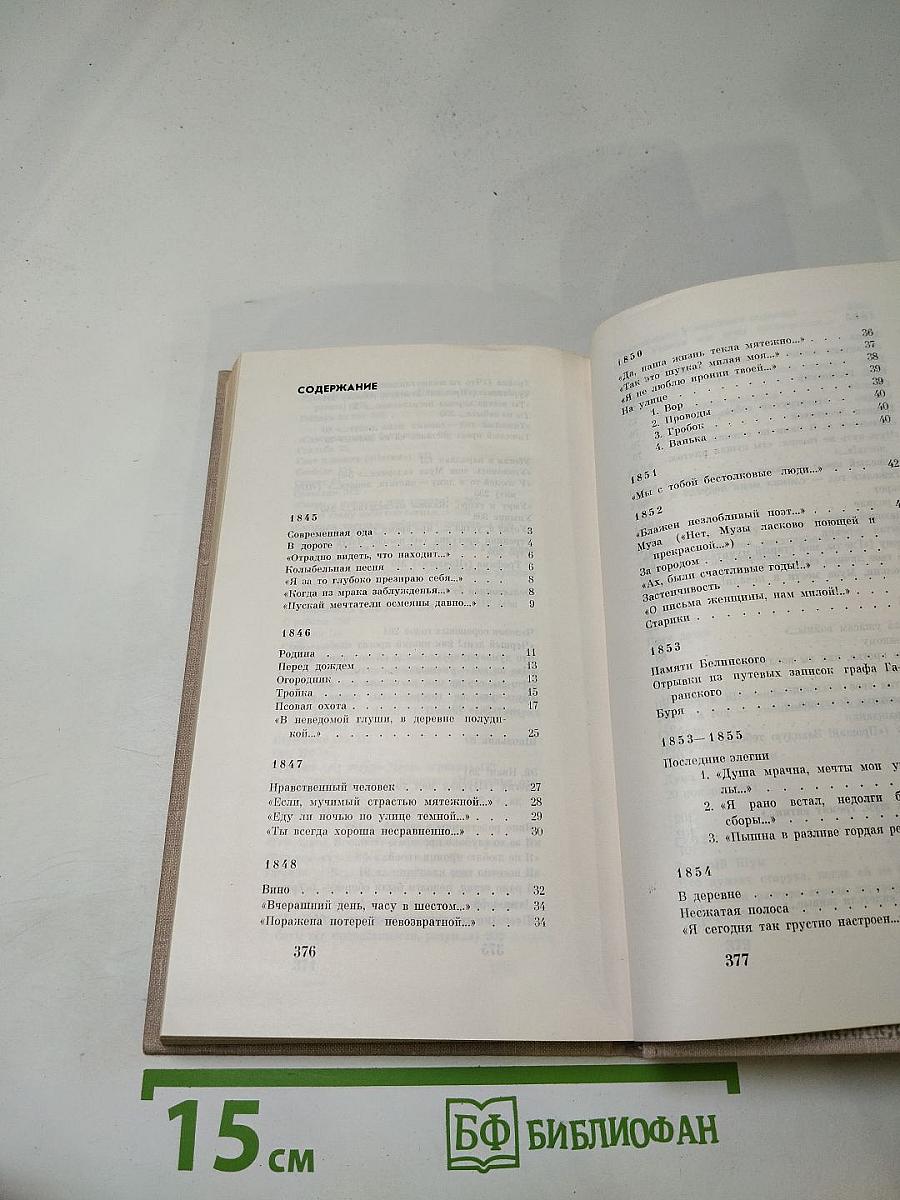 СОДЕРЖАНИЕ
1845
Современная ода . . . . . . . . . . 3
В дороге . . . . . . . . . . . . . 4
«Отрадно видеть, что находит...» . . . . 6
Колыбельная песня . . . . . . . . . 6
«Я за то глубоко презираю себя...» . . . 8
«Когда из мрака заблужденья...» . . . . 8
«Пускай мечтатели осмеяны давно...» . . 9
1846
Родина . . . . . . . . . . . . . . 11
Перед дождем . . . . . . . . . . . 13
Огородник . . . . . . . . . . . . . 13
Тройка . . . . . . . . . . . . . . 15
Псовая охота . . . . . . . . . . . . 17
«В неведомой глуши, в деревне полуди-
кой...» . . . . . . . . . . . . . 25
1847
Нравственный человек . . . . . . . . 27
«Если, мучимый страстью мятежной...» . . 28
«Еду ли ночью по улице темной...» . . . 29
«Ты всегда хороша несравненно...» . . . 30
1848
Вино . . . . . . . . . . . . . . . 32
«Вчерашний день, часу в шестом...» . . . 34
«Поражена потерей невозвратной...» . . . 34
376
1850
«Да, наша жизнь текла мятежно...» . . . 36
«Так это шутка? милая моя...» . . . . 37
«Я не люблю иронии твоей...» . . . . . 38
На улице . . . . . . . . . . . . . 39
1. Вор . . . . . . . . . . . . . 39
2. Проводы . . . . . . . . . . . 40
3. Гробок . . . . . . . . . . . . 40
4. Ванька . . . . . . . . . . . . 40
1851
«Мы с тобой бестолковые люди...» . . . 42
1852
«Блажен незлобливый поэт...» . . . . . 4
Муза («Нет, Музы ласково поющей и
прекрасной...») . . . . . . . . .
За городом . . . . . . . . . . . .
«Ах, были счастливые годы!..» . . . .
Застенчивость . . . . . . . . . . .
«О письма женщины, нам милой!..» . .
Старики . . . . . . . . . . . . .
1853
Памяти Белинского . . . . . . . . .
Отрывки из путевых записок графа Га-
ранского . . . . . . . . . . .
Буря . . . . . . . . . . . . . .
1853—1855
Последние элегии
1. «Душа мрачна, мечты мои у
лы...» . . . . . . . . . .
2. «Я рано встал, недолги б
сборы...» . . . . . . . .
3. «Пышна в разливе гордая ре
1854
В деревне . . . . . . . . . . . .
Несжатая полоса . . . . . . . . .
«Я сегодня так грустно настроен...
377
15 см
БФ БИБЛИОФАН